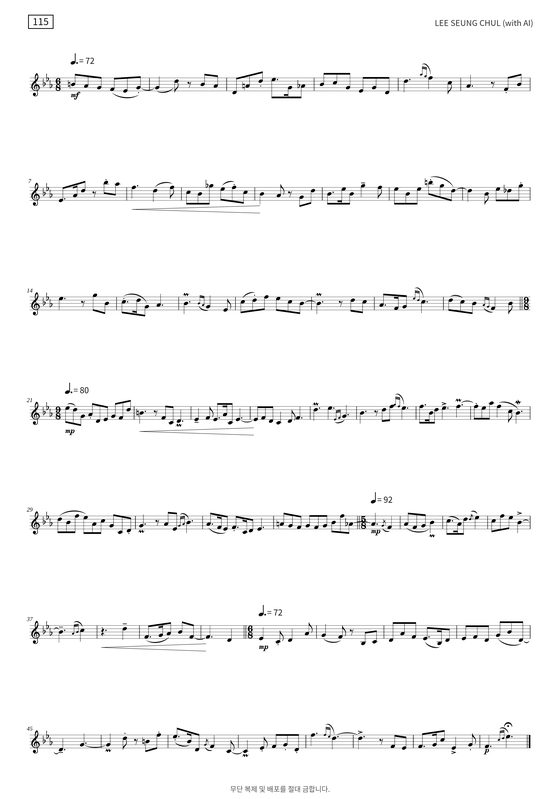 115
LEE SEUNG CHUL (with AI)
= 72
mf
7
14
21
= 80
mp
29
= 92
mp
37
= 72
mp
45
p
무단 복제 및 배포를 절대 금합니다.